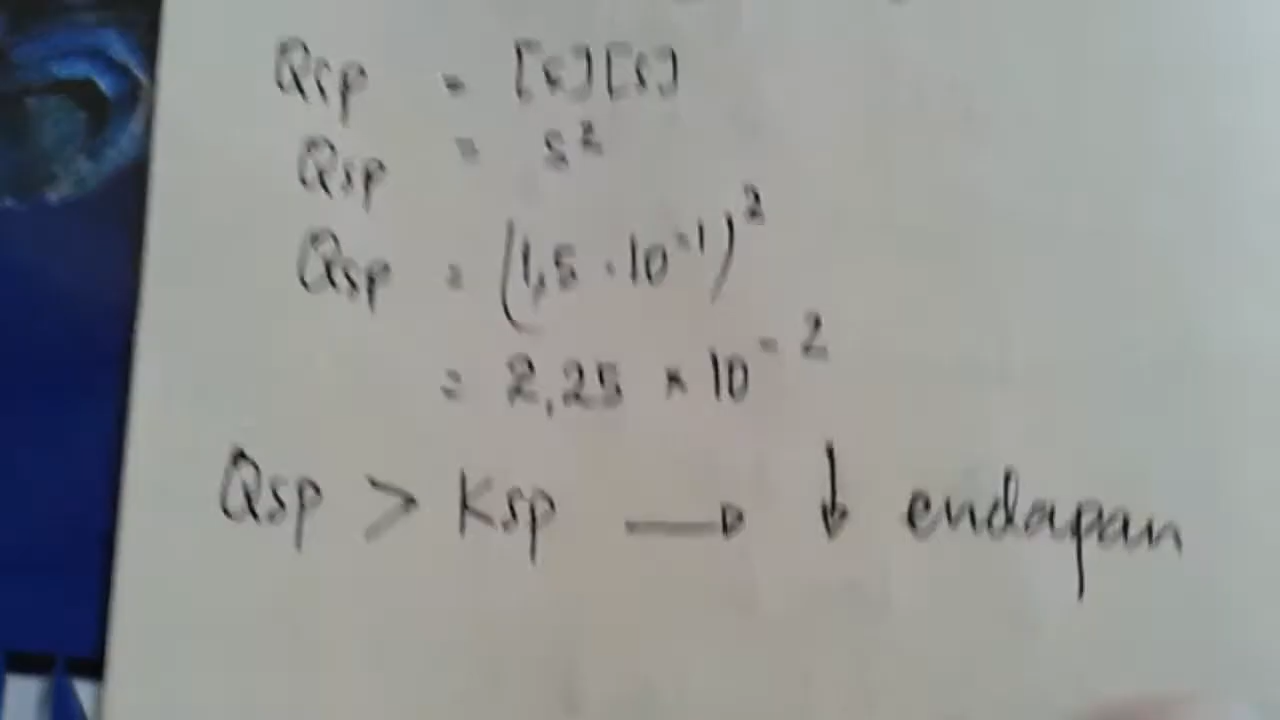 Qsp = [s][s]
Qsp = s²
Qsp = (1,5 · 10⁻¹)²
= 2,25 × 10⁻²
Qsp > Ksp → ↓ endapan